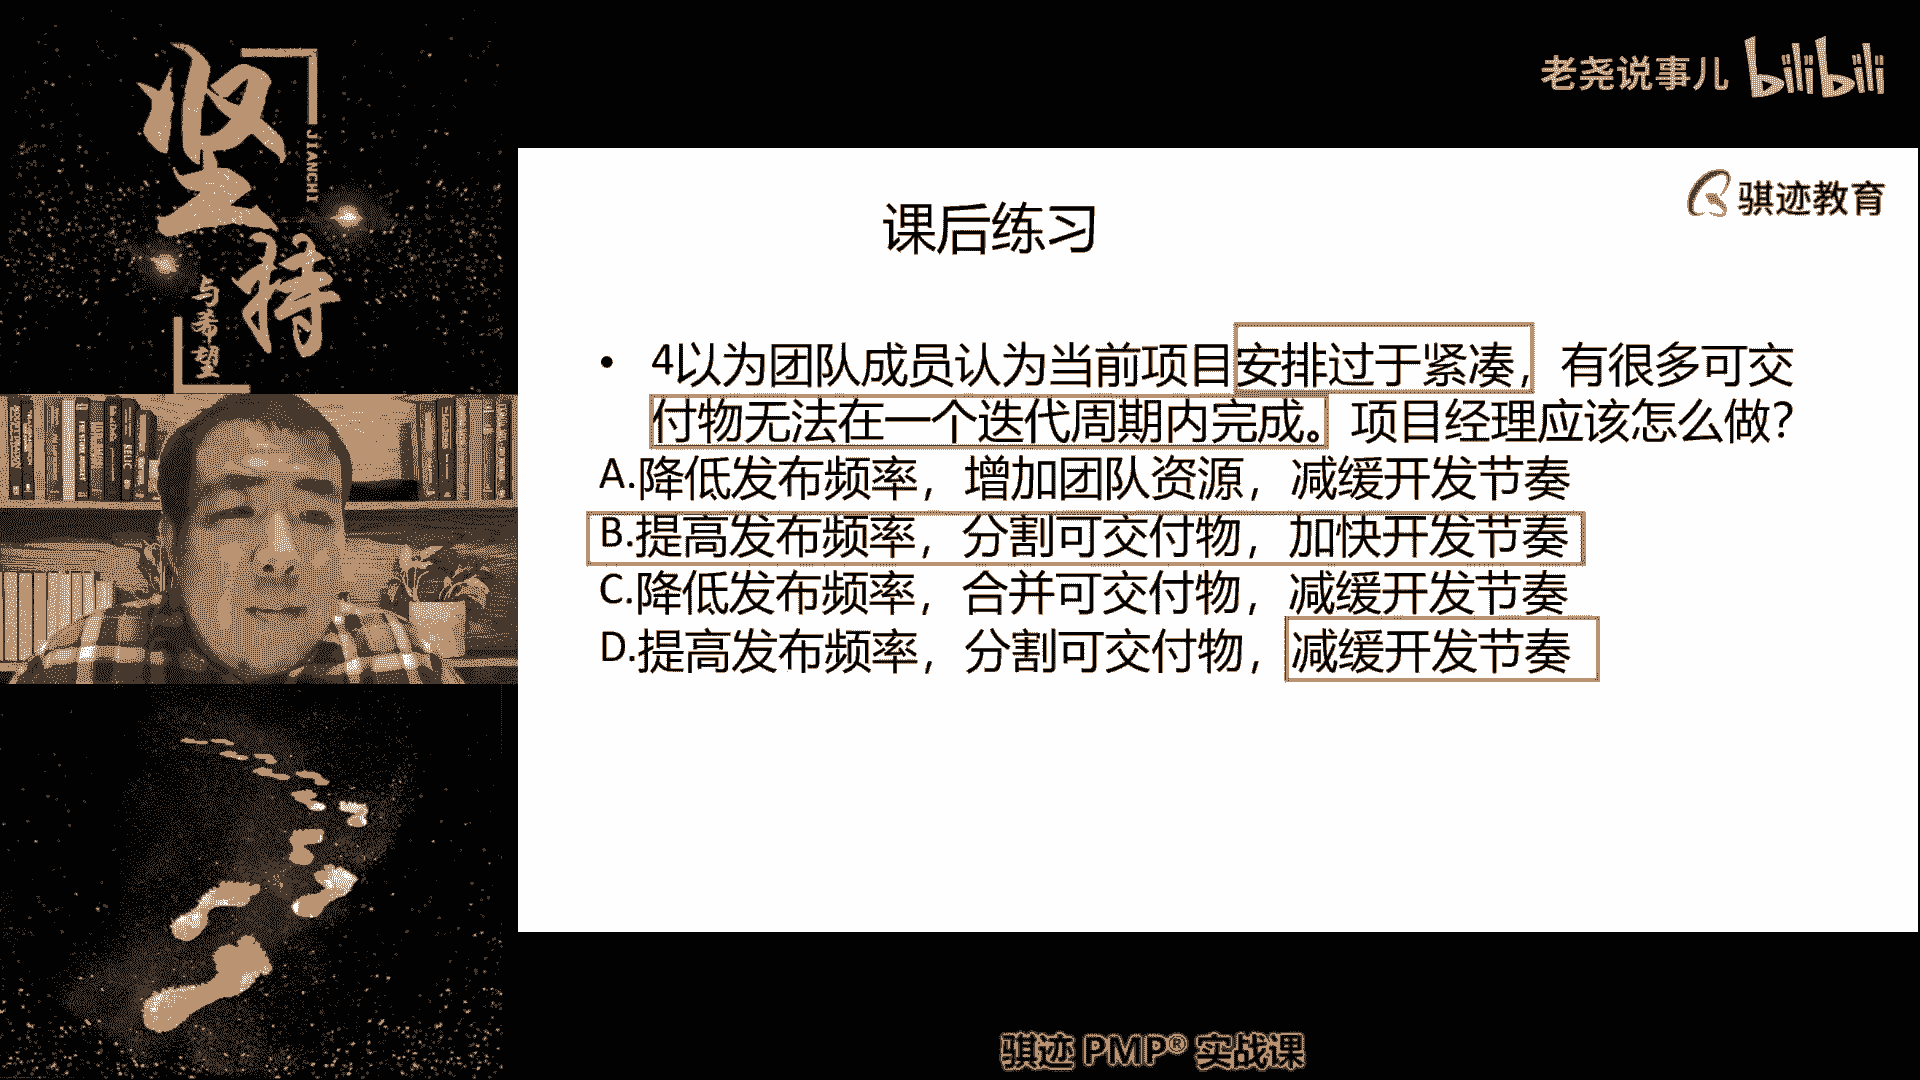 坚持
JIANCHI
与希望
老尧说事儿 bilibili
骐迹教育
课后练习
• 4以为团队成员认为当前项目安排过于紧凑，有很多可交
付物无法在一个迭代周期内完成。项目经理应该怎么做？
A.降低发布频率，增加团队资源，减缓开发节奏
B.提高发布频率，分割可交付物，加快开发节奏
C.降低发布频率，合并可交付物，减缓开发节奏
D.提高发布频率，分割可交付物，减缓开发节奏
骐迹 PMP® 实战课